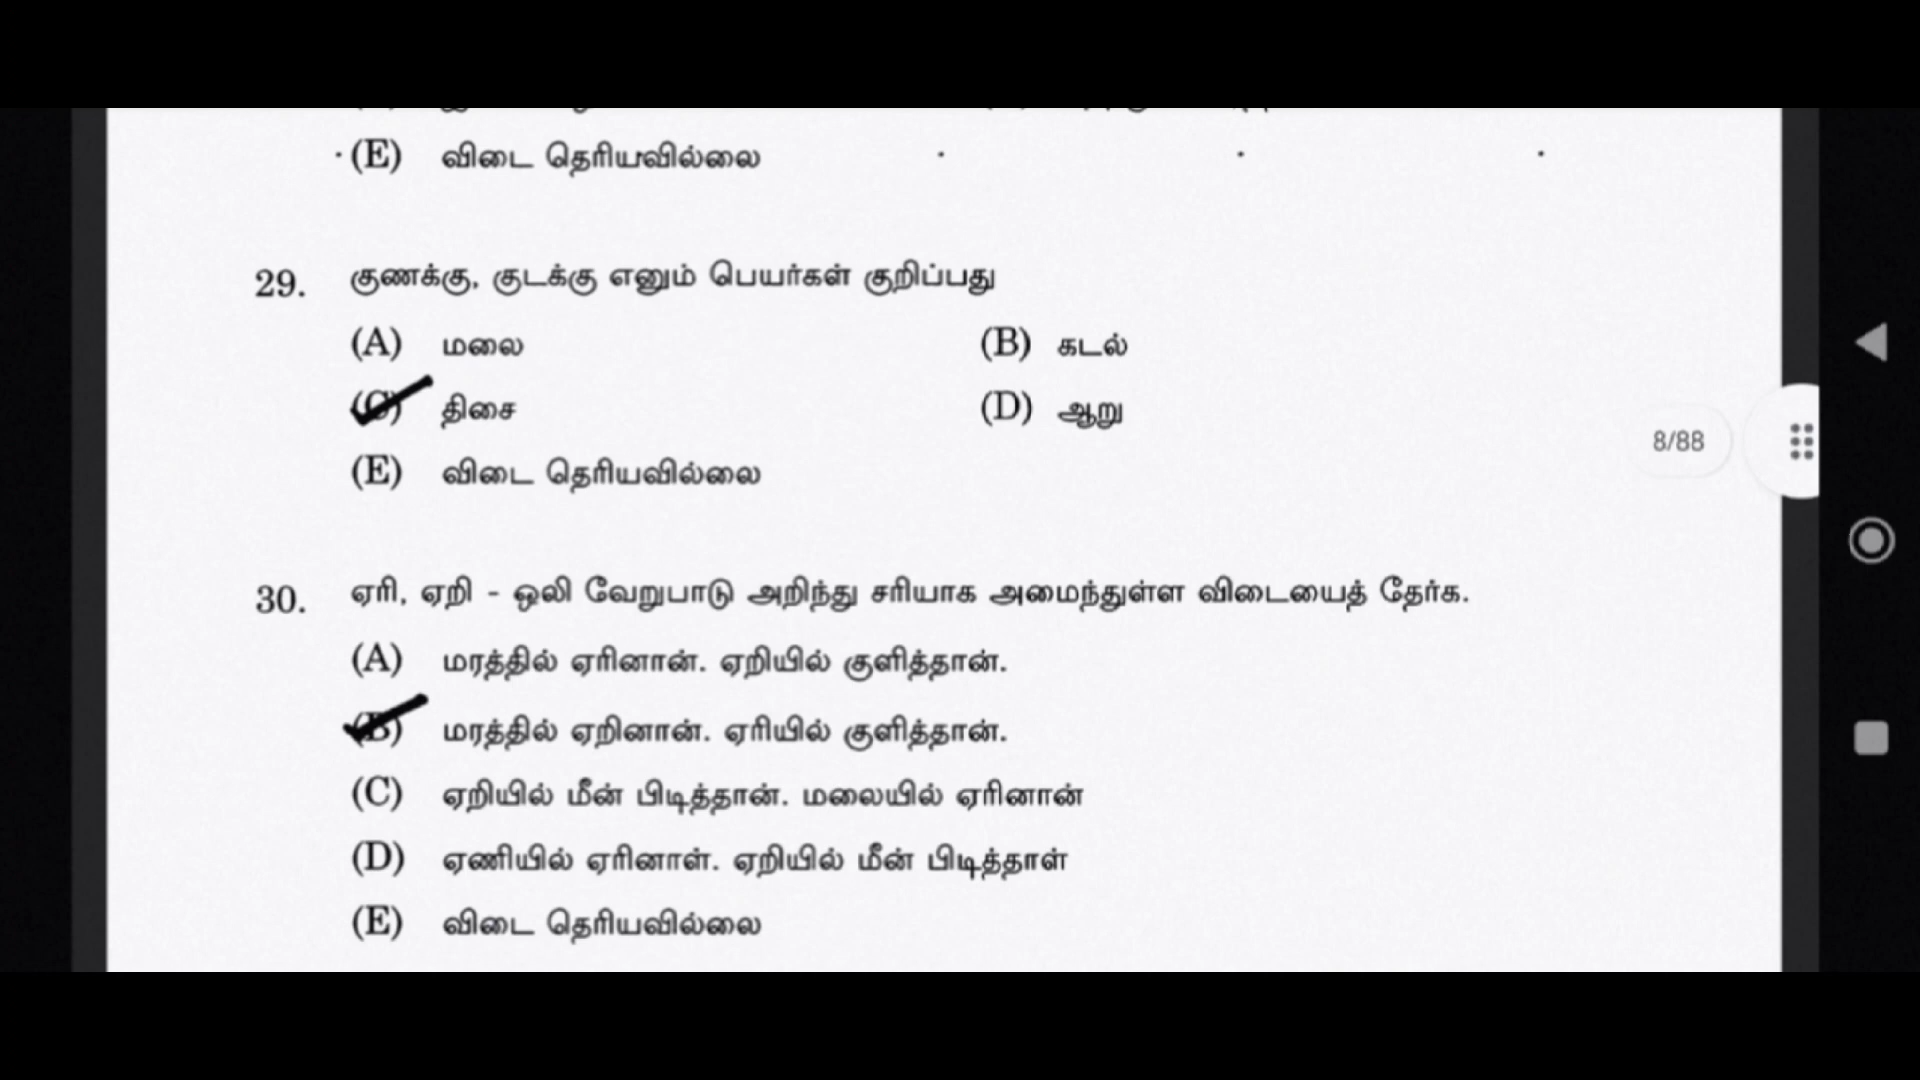 (E) விடை தெரியவில்லை
29. குணக்கு, குடக்கு எனும் பெயர்கள் குறிப்பது
(A) மலை (B) கடல்
(C) திசை (D) ஆறு
(E) விடை தெரியவில்லை
8/88
30. ஏரி, ஏறி - ஒலி வேறுபாடு அறிந்து சரியாக அமைந்துள்ள விடையைத் தேர்க.
(A) மரத்தில் ஏரினான். ஏறியில் குளித்தான்.
(B) மரத்தில் ஏறினான். ஏரியில் குளித்தான்.
(C) ஏறியில் மீன் பிடித்தான். மலையில் ஏரினான்
(D) ஏணியில் ஏரினாள். ஏறியில் மீன் பிடித்தாள்
(E) விடை தெரியவில்லை